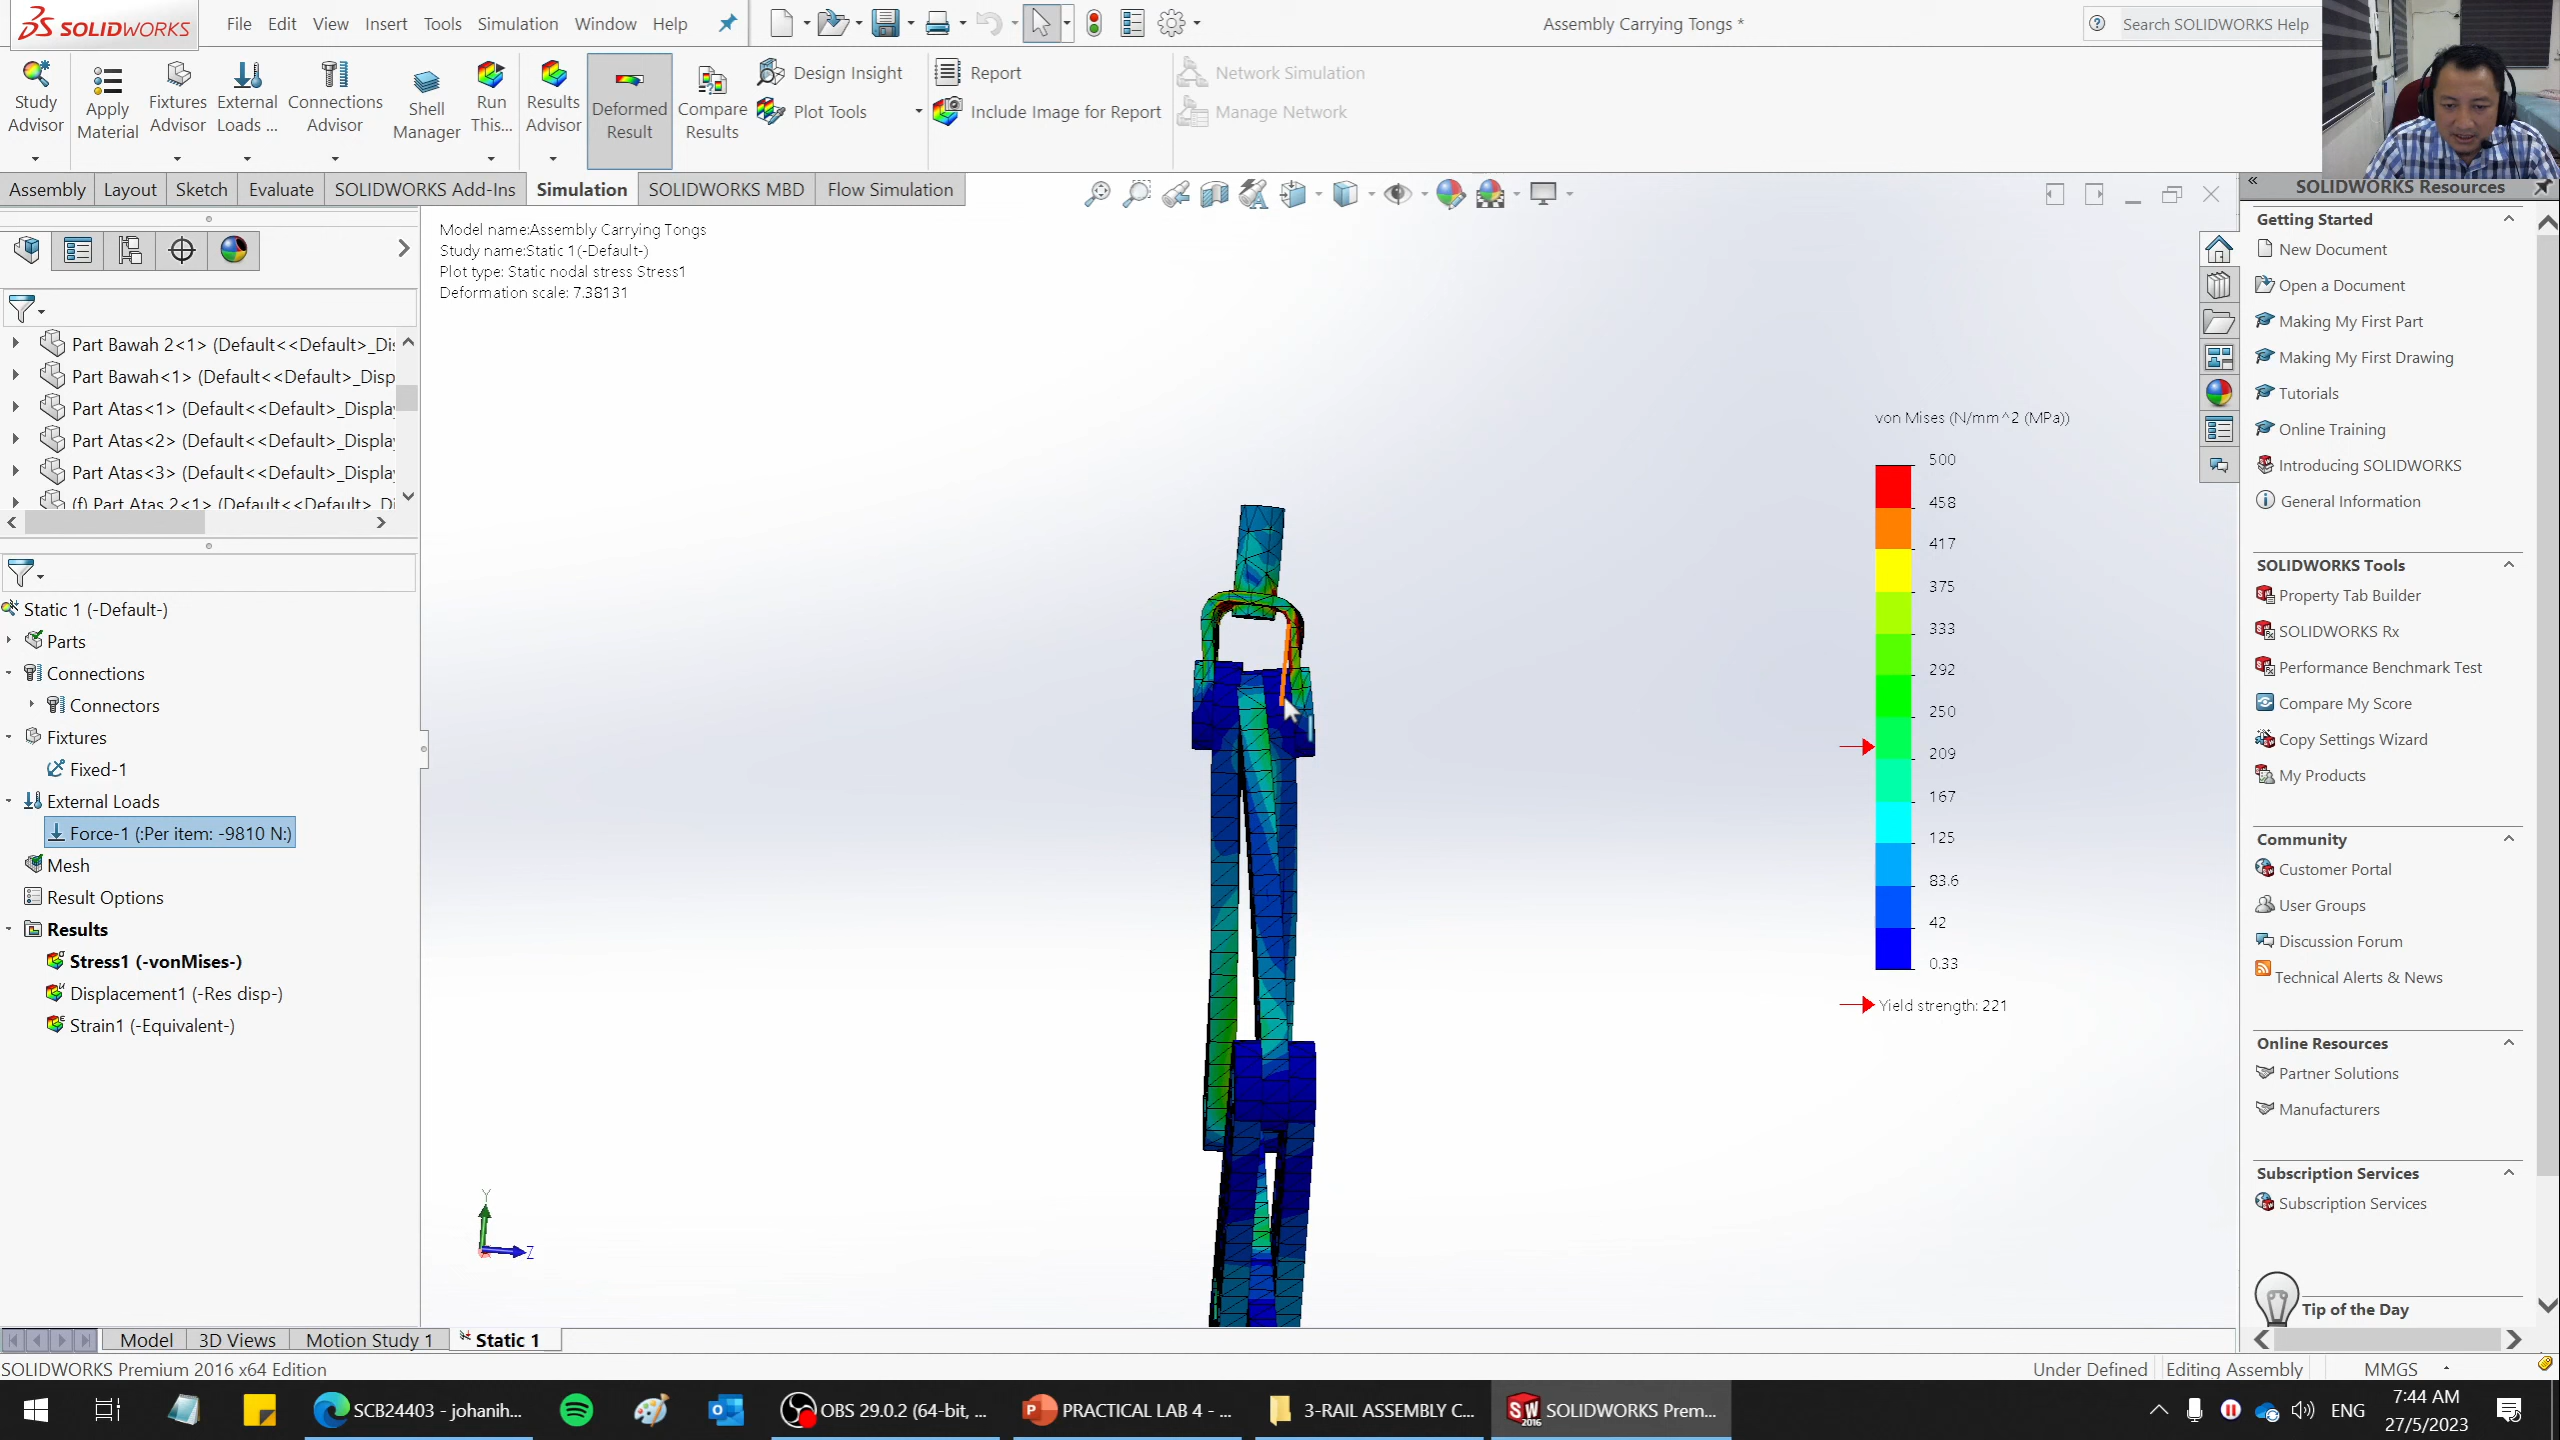 SOLIDWORKS
File Edit View Insert Tools Simulation Window Help
Assembly Carrying Tongs *
Search SOLIDWORKS Help
Study Advisor
Apply Material
Fixtures Advisor
External Loads ...
Connections Advisor
Shell Manager
Run This...
Results Advisor
Deformed Result
Compare Results
Design Insight
Plot Tools
Report
Include Image for Report
Network Simulation
Manage Network
Assembly Layout Sketch Evaluate SOLIDWORKS Add-Ins Simulation SOLIDWORKS MBD Flow Simulation
Model name:Assembly Carrying Tongs
Study name:Static 1(-Default-)
Plot type: Static nodal stress Stress1
Deformation scale: 7.38131
Part Bawah 2<1> (Default<<Default>_Di
Part Bawah<1> (Default<<Default>_Disp
Part Atas<1> (Default<<Default>_Displa
Part Atas<2> (Default<<Default>_Displa
Part Atas<3> (Default<<Default>_Displa
(f) Part Atas 2<1> (Default<<Default>_D
Static 1 (-Default-)
Parts
Connections
Connectors
Fixtures
Fixed-1
External Loads
Force-1 (:Per item: -9810 N:)
Mesh
Result Options
Results
Stress1 (-vonMises-)
Displacement1 (-Res disp-)
Strain1 (-Equivalent-)
von Mises (N/mm^2 (MPa))
500
458
417
375
333
292
250
209
167
125
83.6
42
0.33
Yield strength: 221
Y
Z
SOLIDWORKS Resources
Getting Started
New Document
Open a Document
Making My First Part
Making My First Drawing
Tutorials
Online Training
Introducing SOLIDWORKS
General Information
SOLIDWORKS Tools
Property Tab Builder
SOLIDWORKS Rx
Performance Benchmark Test
Compare My Score
Copy Settings Wizard
My Products
Community
Customer Portal
User Groups
Discussion Forum
Technical Alerts & News
Online Resources
Partner Solutions
Manufacturers
Subscription Services
Subscription Services
Tip of the Day
Model 3D Views Motion Study 1 Static 1
SOLIDWORKS Premium 2016 x64 Edition
Under Defined Editing Assembly MMGS
SCB24403 - johanih...
OBS 29.0.2 (64-bit, ...
PRACTICAL LAB 4 - ...
3-RAIL ASSEMBLY C...
SOLIDWORKS Prem...
ENG
7:44 AM
27/5/2023